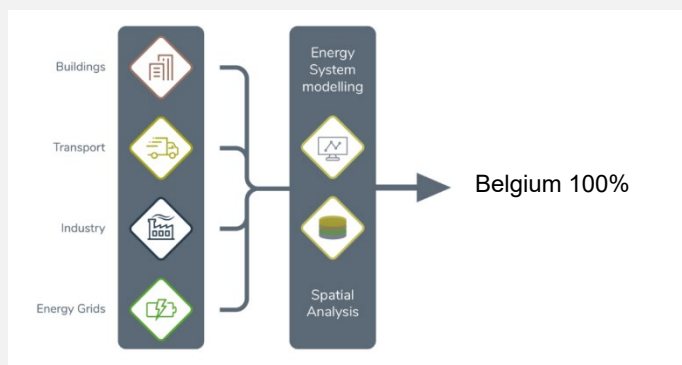 Buildings
Transport
Industry
Energy Grids
Energy
System
modelling
Spatial
Analysis
Belgium 100%